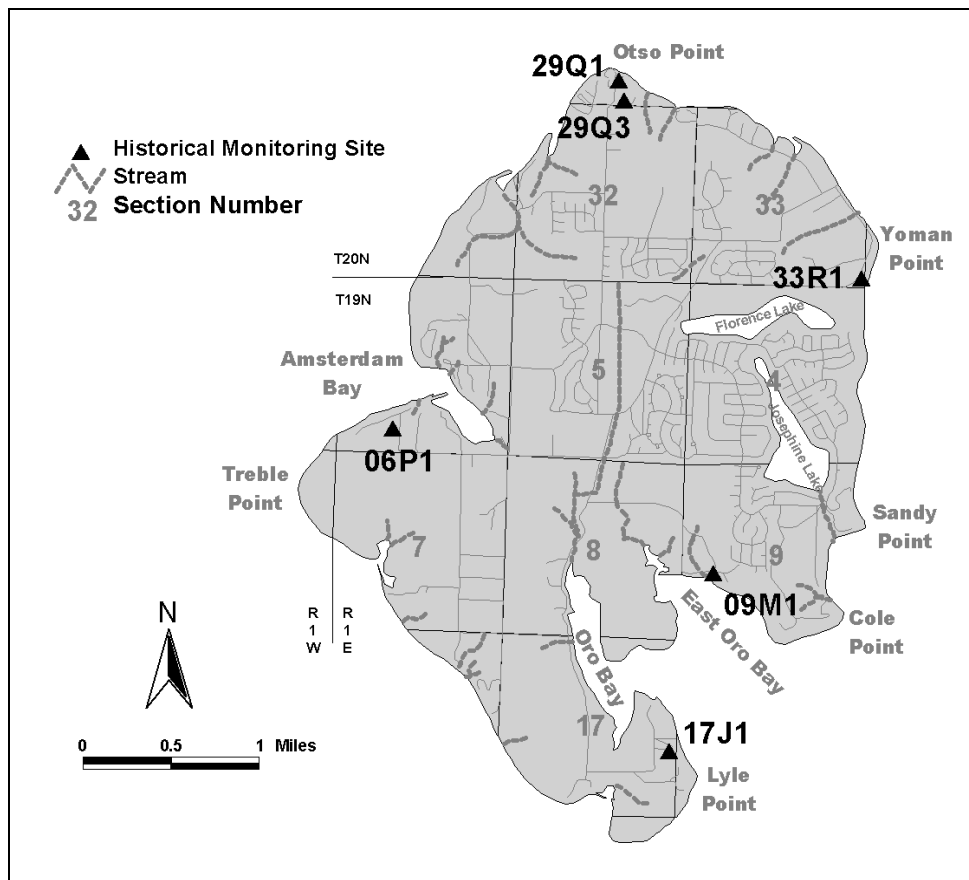 Otso Point
29Q1
29Q3
Historical Monitoring Site
Stream
32 Section Number
32
33
Yoman
Point
T20N
T19N
33R1
Florence Lake
Amsterdam
Bay
5
4
Josephine Lake
06P1
Treble
Point
Sandy
Point
7
8
9
09M1
Cole
Point
East Oro Bay
Oro Bay
N
R
1
W
R
1
E
17
17J1
Lyle
Point
0 0.5 1 Miles